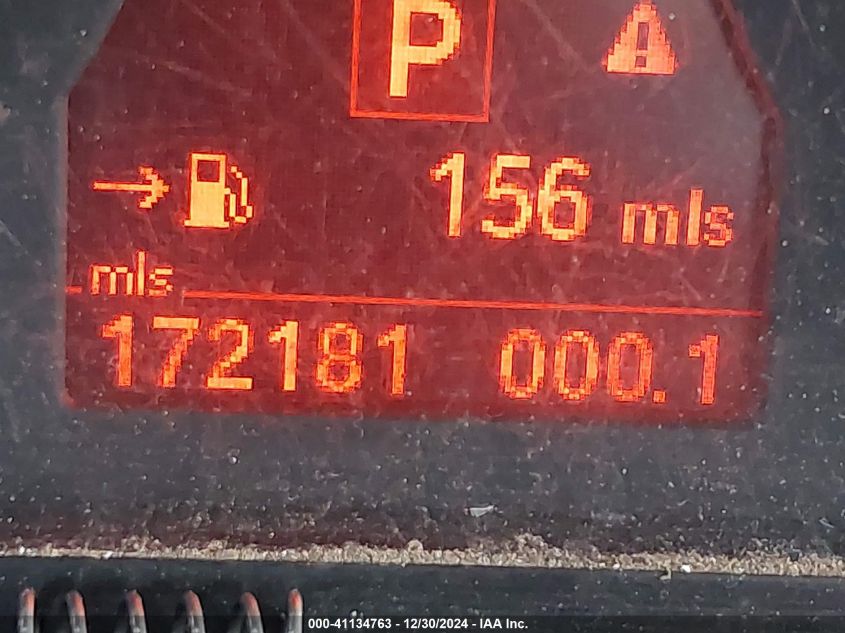 P
156 mls
mls
172181 000.1
000-41134763 - 12/30/2024 - IAA Inc.